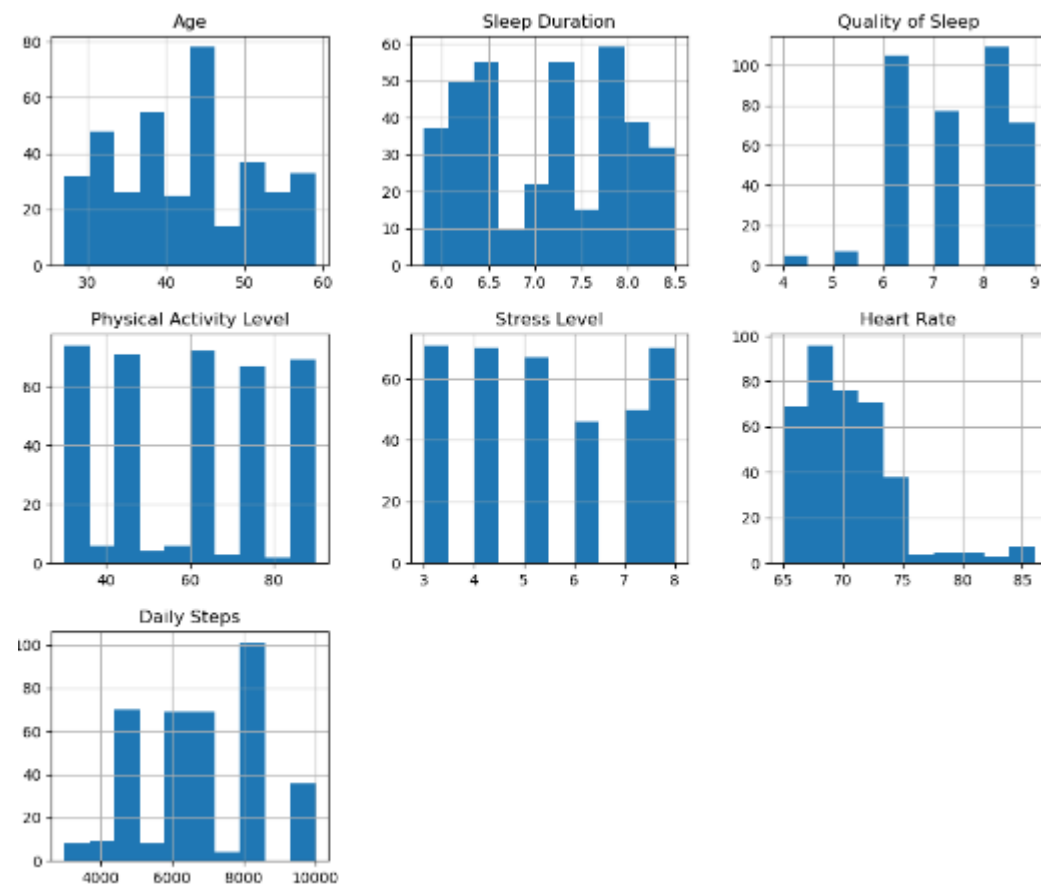 Age
Sleep Duration
Quality of Sleep
80
60
40
20
0
30 40 50 60
60
50
40
30
20
10
0
6.0 6.5 7.0 7.5 8.0 8.5
100
80
60
40
20
0
4 5 6 7 8 9
Physical Activity Level
Stress Level
Heart Rate
60
40
20
0
40 60 80
60
40
20
0
3 4 5 6 7 8
100
80
60
40
20
0
65 70 75 80 85
Daily Steps
100
80
60
40
20
0
4000 6000 8000 10000